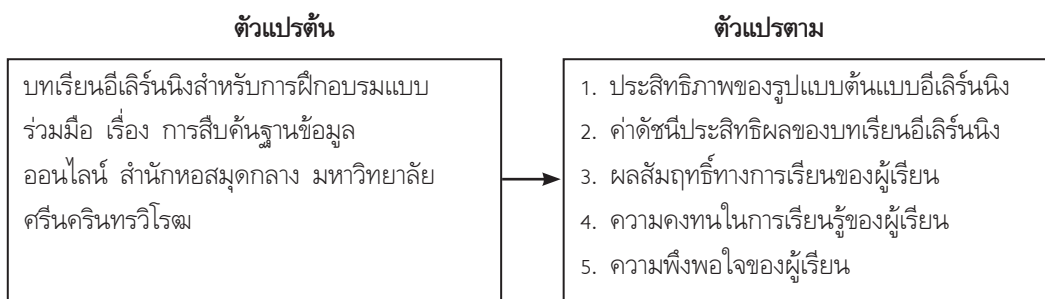 ตัวแปรต้น
บทเรียนอีเลิร์นนิงสำหรับการฝึกอบรมแบบ
ร่วมมือ เรื่อง การสืบค้นฐานข้อมูล
ออนไลน์ สำนักหอสมุดกลาง มหาวิทยาลัย
ศรีนครินทรวิโรฒ
ตัวแปรตาม
1. ประสิทธิภาพของรูปแบบต้นแบบอีเลิร์นนิง
2. ค่าดัชนีประสิทธิผลของบทเรียนอีเลิร์นนิง
3. ผลสัมฤทธิ์ทางการเรียนของผู้เรียน
4. ความคงทนในการเรียนรู้ของผู้เรียน
5. ความพึงพอใจของผู้เรียน